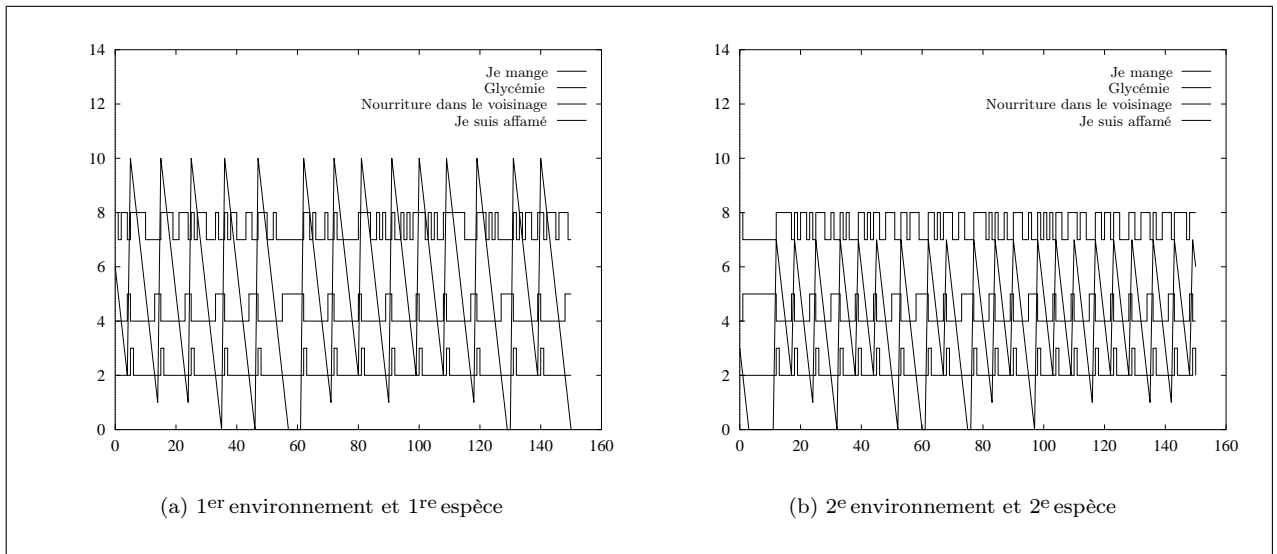 14
12
10
8
6
4
2
0
0 20 40 60 80 100 120 140 160
Je mange
Glycémie
Nourriture dans le voisinage
Je suis affamé
(a) 1er environnement et 1re espèce
14
12
10
8
6
4
2
0
0 20 40 60 80 100 120 140 160
Je mange
Glycémie
Nourriture dans le voisinage
Je suis affamé
(b) 2e environnement et 2e espèce